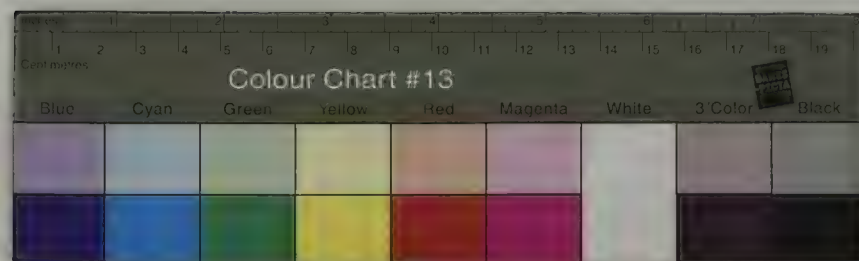 1 2 3 4 5 6 7
1 2 3 4 5 6 7 8 9 10 11 12 13 14 15 16 17 18 19
Centimetres
Colour Chart #13
Blue Cyan Green Yellow Red Magenta White 3/Color Black